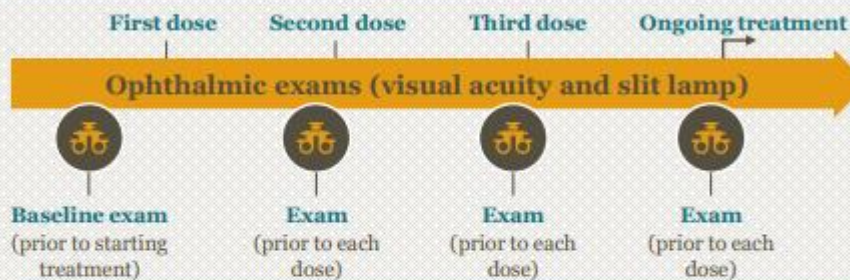 First dose
Second dose
Third dose
Ongoing treatment
Ophthalmic exams (visual acuity and slit lamp)
Baseline exam
(prior to starting
treatment)
Exam
(prior to each
dose)
Exam
(prior to each
dose)
Exam
(prior to each
dose)